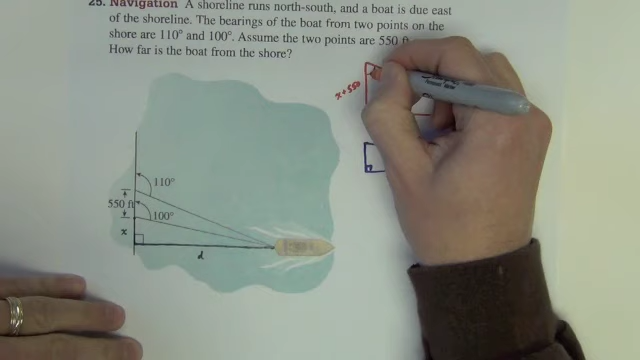 25. Navigation A shoreline runs north-south, and a boat is due east
of the shoreline. The bearings of the boat from two points on the
shore are 110° and 100°. Assume the two points are 550 ft
How far is the boat from the shore?
x+550
110°
550 ft
100°
x
d